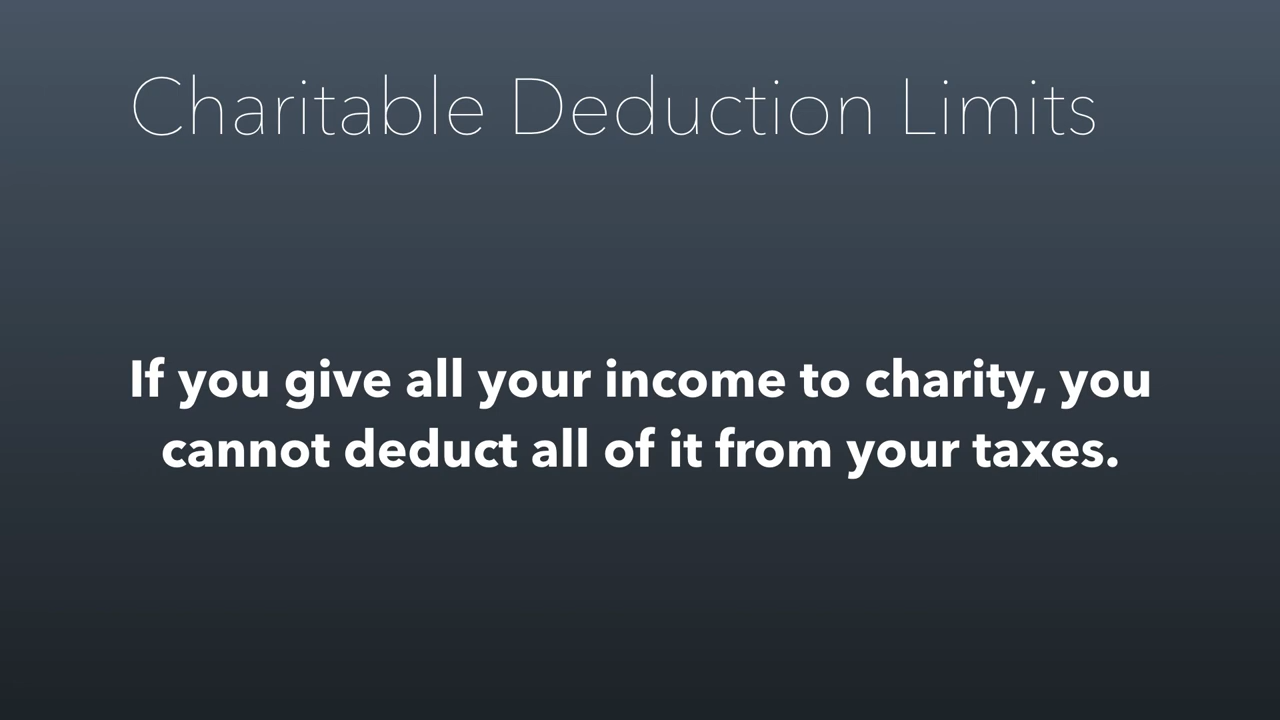 Charitable Deduction Limits
If you give all your income to charity, you
cannot deduct all of it from your taxes.